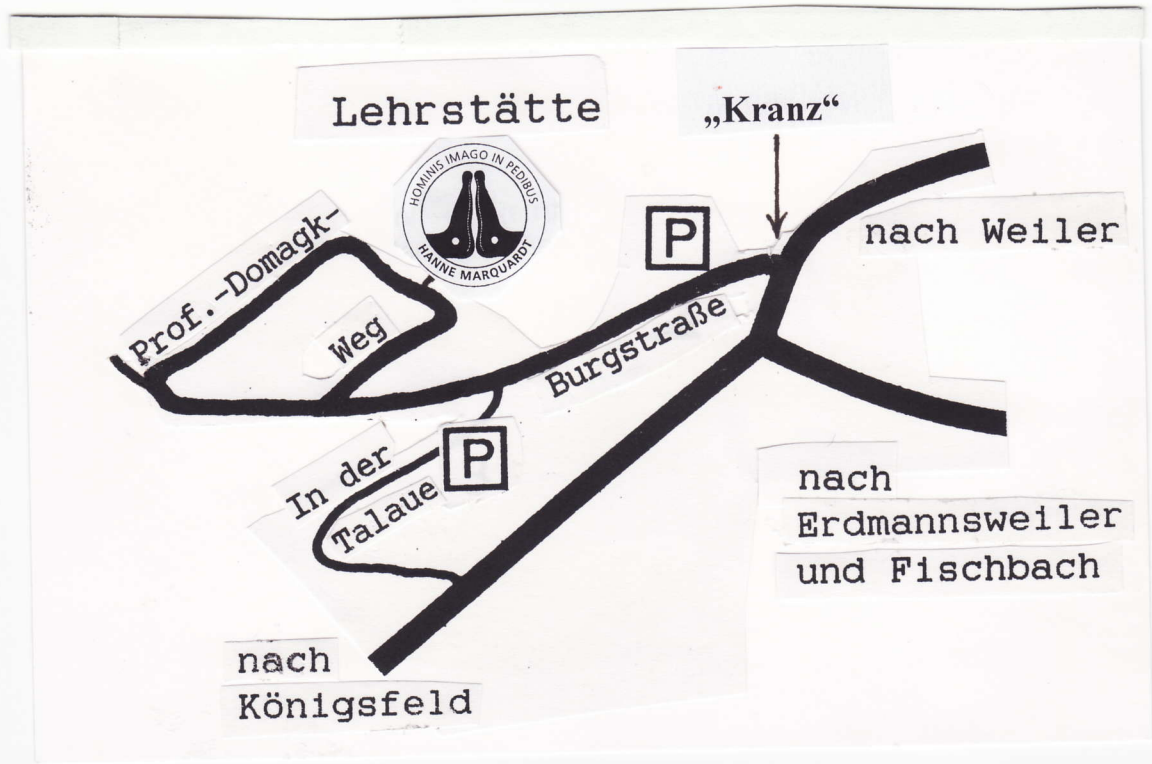 Lehrstätte
„Kranz“
HOMINIS IMAGO IN PEDIBUS
HANNE MARQUARDT
P
nach Weiler
Prof.-Domagk-
Weg
Burgstraße
In der
Talaue
P
nach
Erdmannsweiler
und Fischbach
nach
Königsfeld